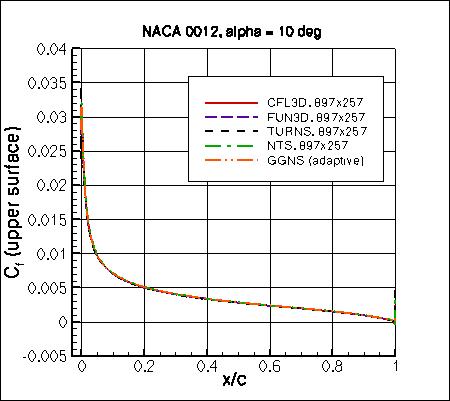 NACA 0012, alpha = 10 deg
0.04
0.035
0.03
0.025
0.02
0.015
0.01
0.005
0
-0.005
Cf (upper surface)
CFL3D, 897x257
FUN3D, 897x257
TURNS, 897x257
NTS, 897x257
GGNS (adaptive)
0 0.2 0.4 0.6 0.8 1
x/c